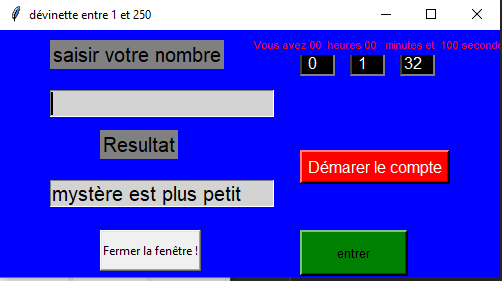 dévinette entre 1 et 250
saisir votre nombre
Vous avez 00 heures 00 minutes et 100 seconde
0 1 32
Resultat
Démarer le compte
mystère est plus petit
Fermer la fenêtre !
entrer